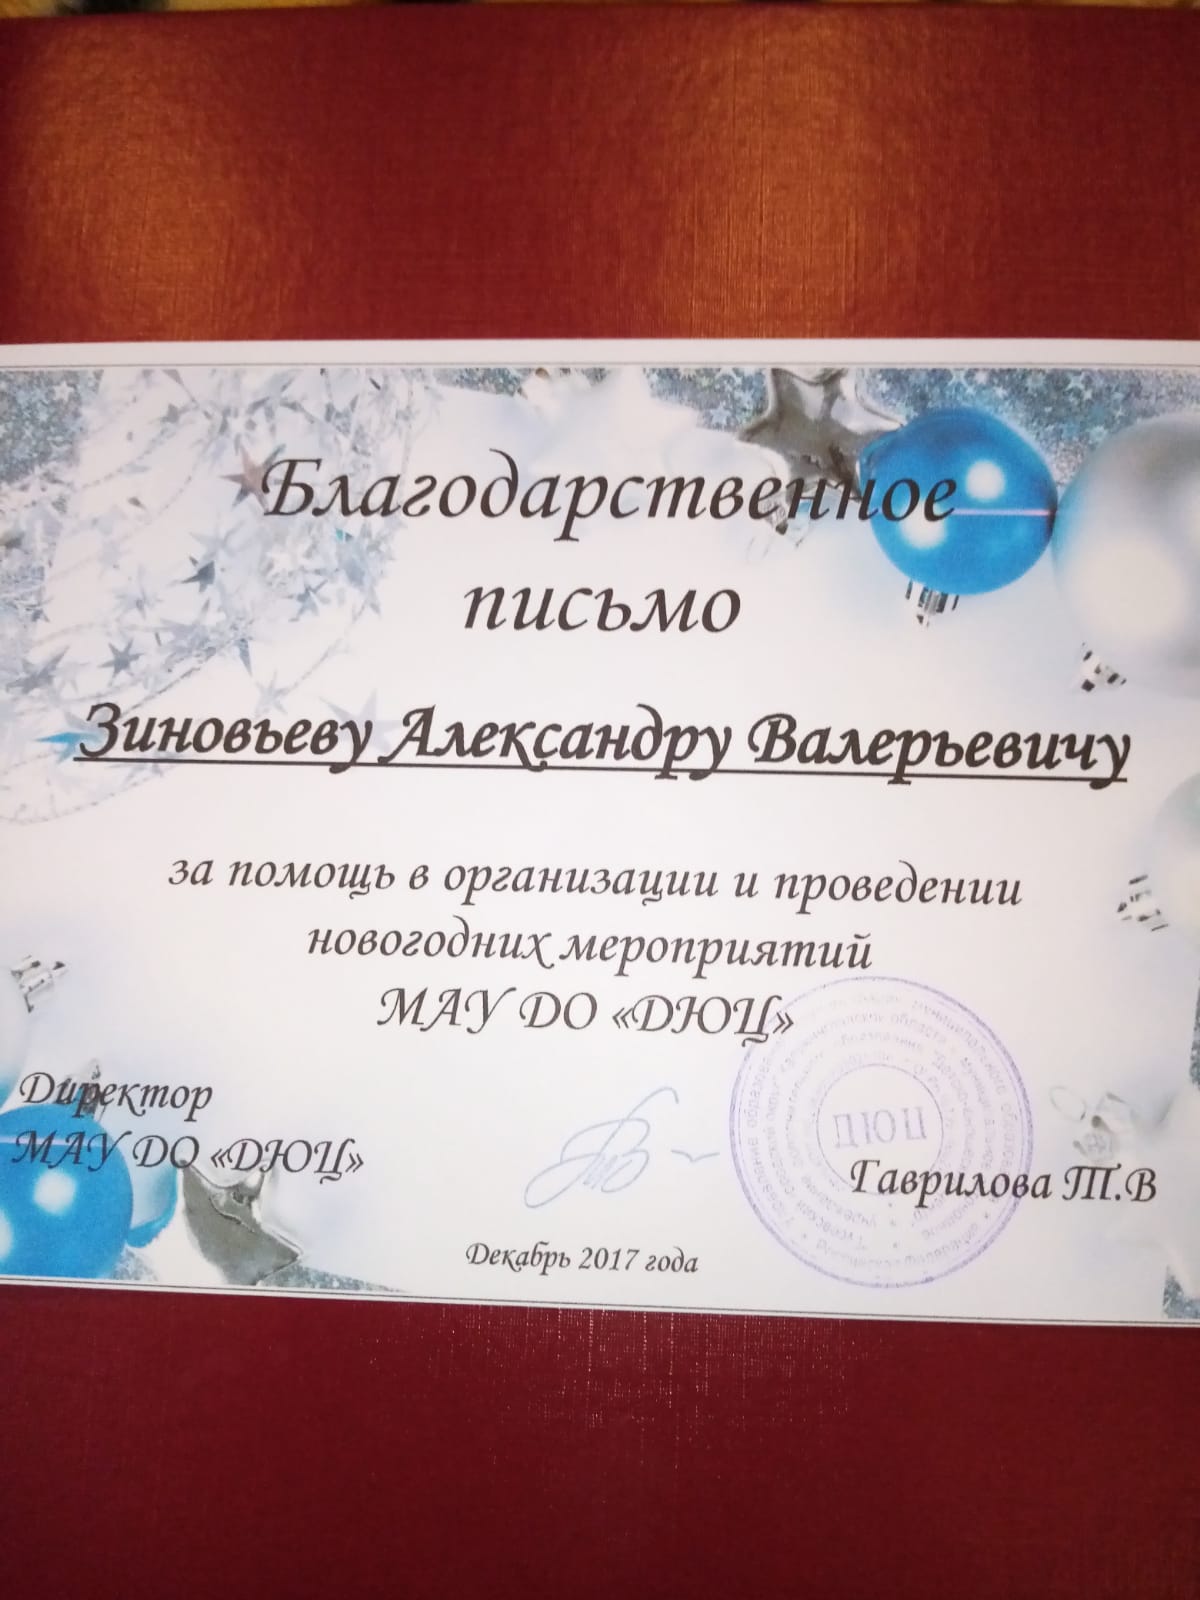 Благодарственное
письмо
Зиновьеву Александру Валерьевичу
за помощь в организации и проведении
новогодних мероприятий
МАУ ДО «ДЮЦ»
Директор
МАУ ДО «ДЮЦ»
ДЮЦ
Гаврилова Т.В
Декабрь 2017 года